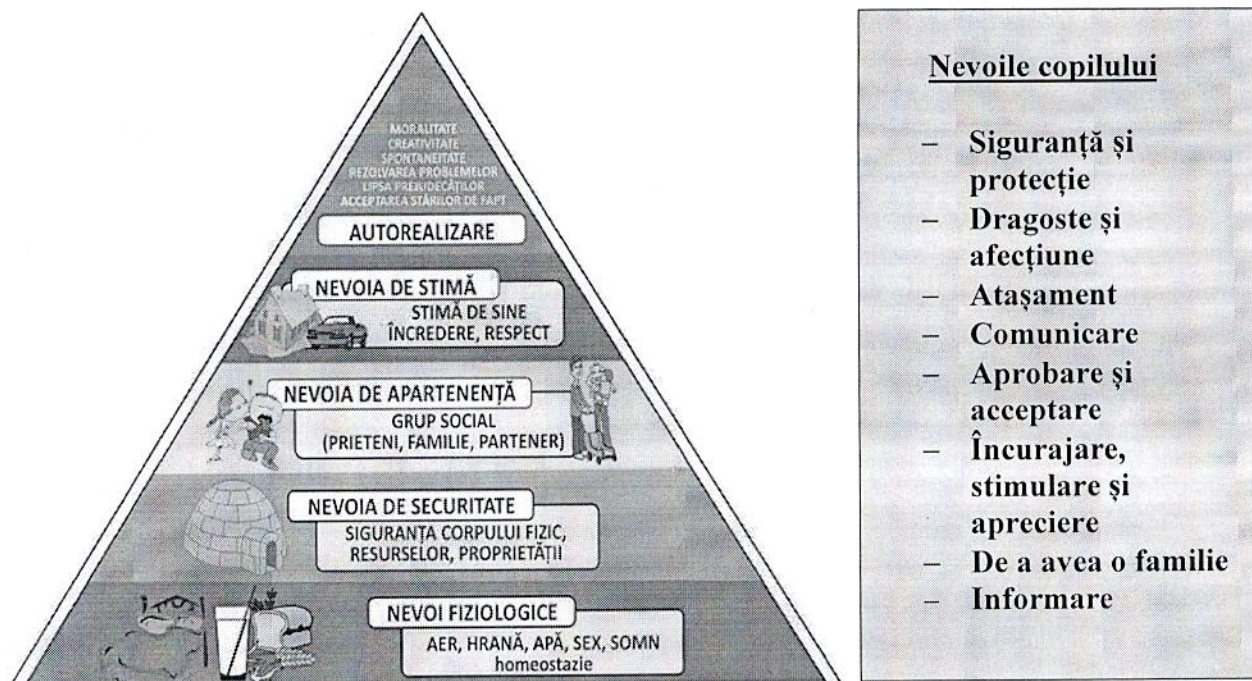 MORALITATE
CREATIVITATE
SPONTANEITATE
REZOLVAREA PROBLEMELOR
LIPSA PREJUDECĂȚILOR
ACCEPTAREA STĂRILOR DE FAPT
AUTOREALIZARE
NEVOIA DE STIMĂ
STIMĂ DE SINE
ÎNCREDERE, RESPECT
NEVOIA DE APARTENENȚĂ
GRUP SOCIAL
(PRIETENI, FAMILIE, PARTENER)
NEVOIA DE SECURITATE
SIGURANȚA CORPULUI FIZIC,
RESURSELOR, PROPRIETĂȚII
NEVOI FIZIOLOGICE
AER, HRANĂ, APĂ, SEX, SOMN
homeostazie
Nevoile copilului
– Siguranță și
protecție
– Dragoste și
afecțiune
– Atașament
– Comunicare
– Aprobare și
acceptare
– Încurajare,
stimulare și
apreciere
– De a avea o familie
– Informare